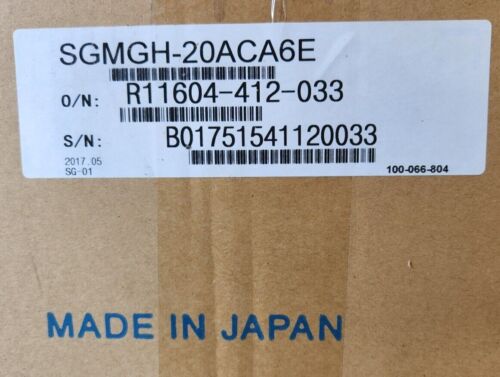 SGMGH-20ACA6E
O/N: R11604-412-033
S/N: B01751541120033
2017.05
SG-01
100-066-804
MADE IN JAPAN